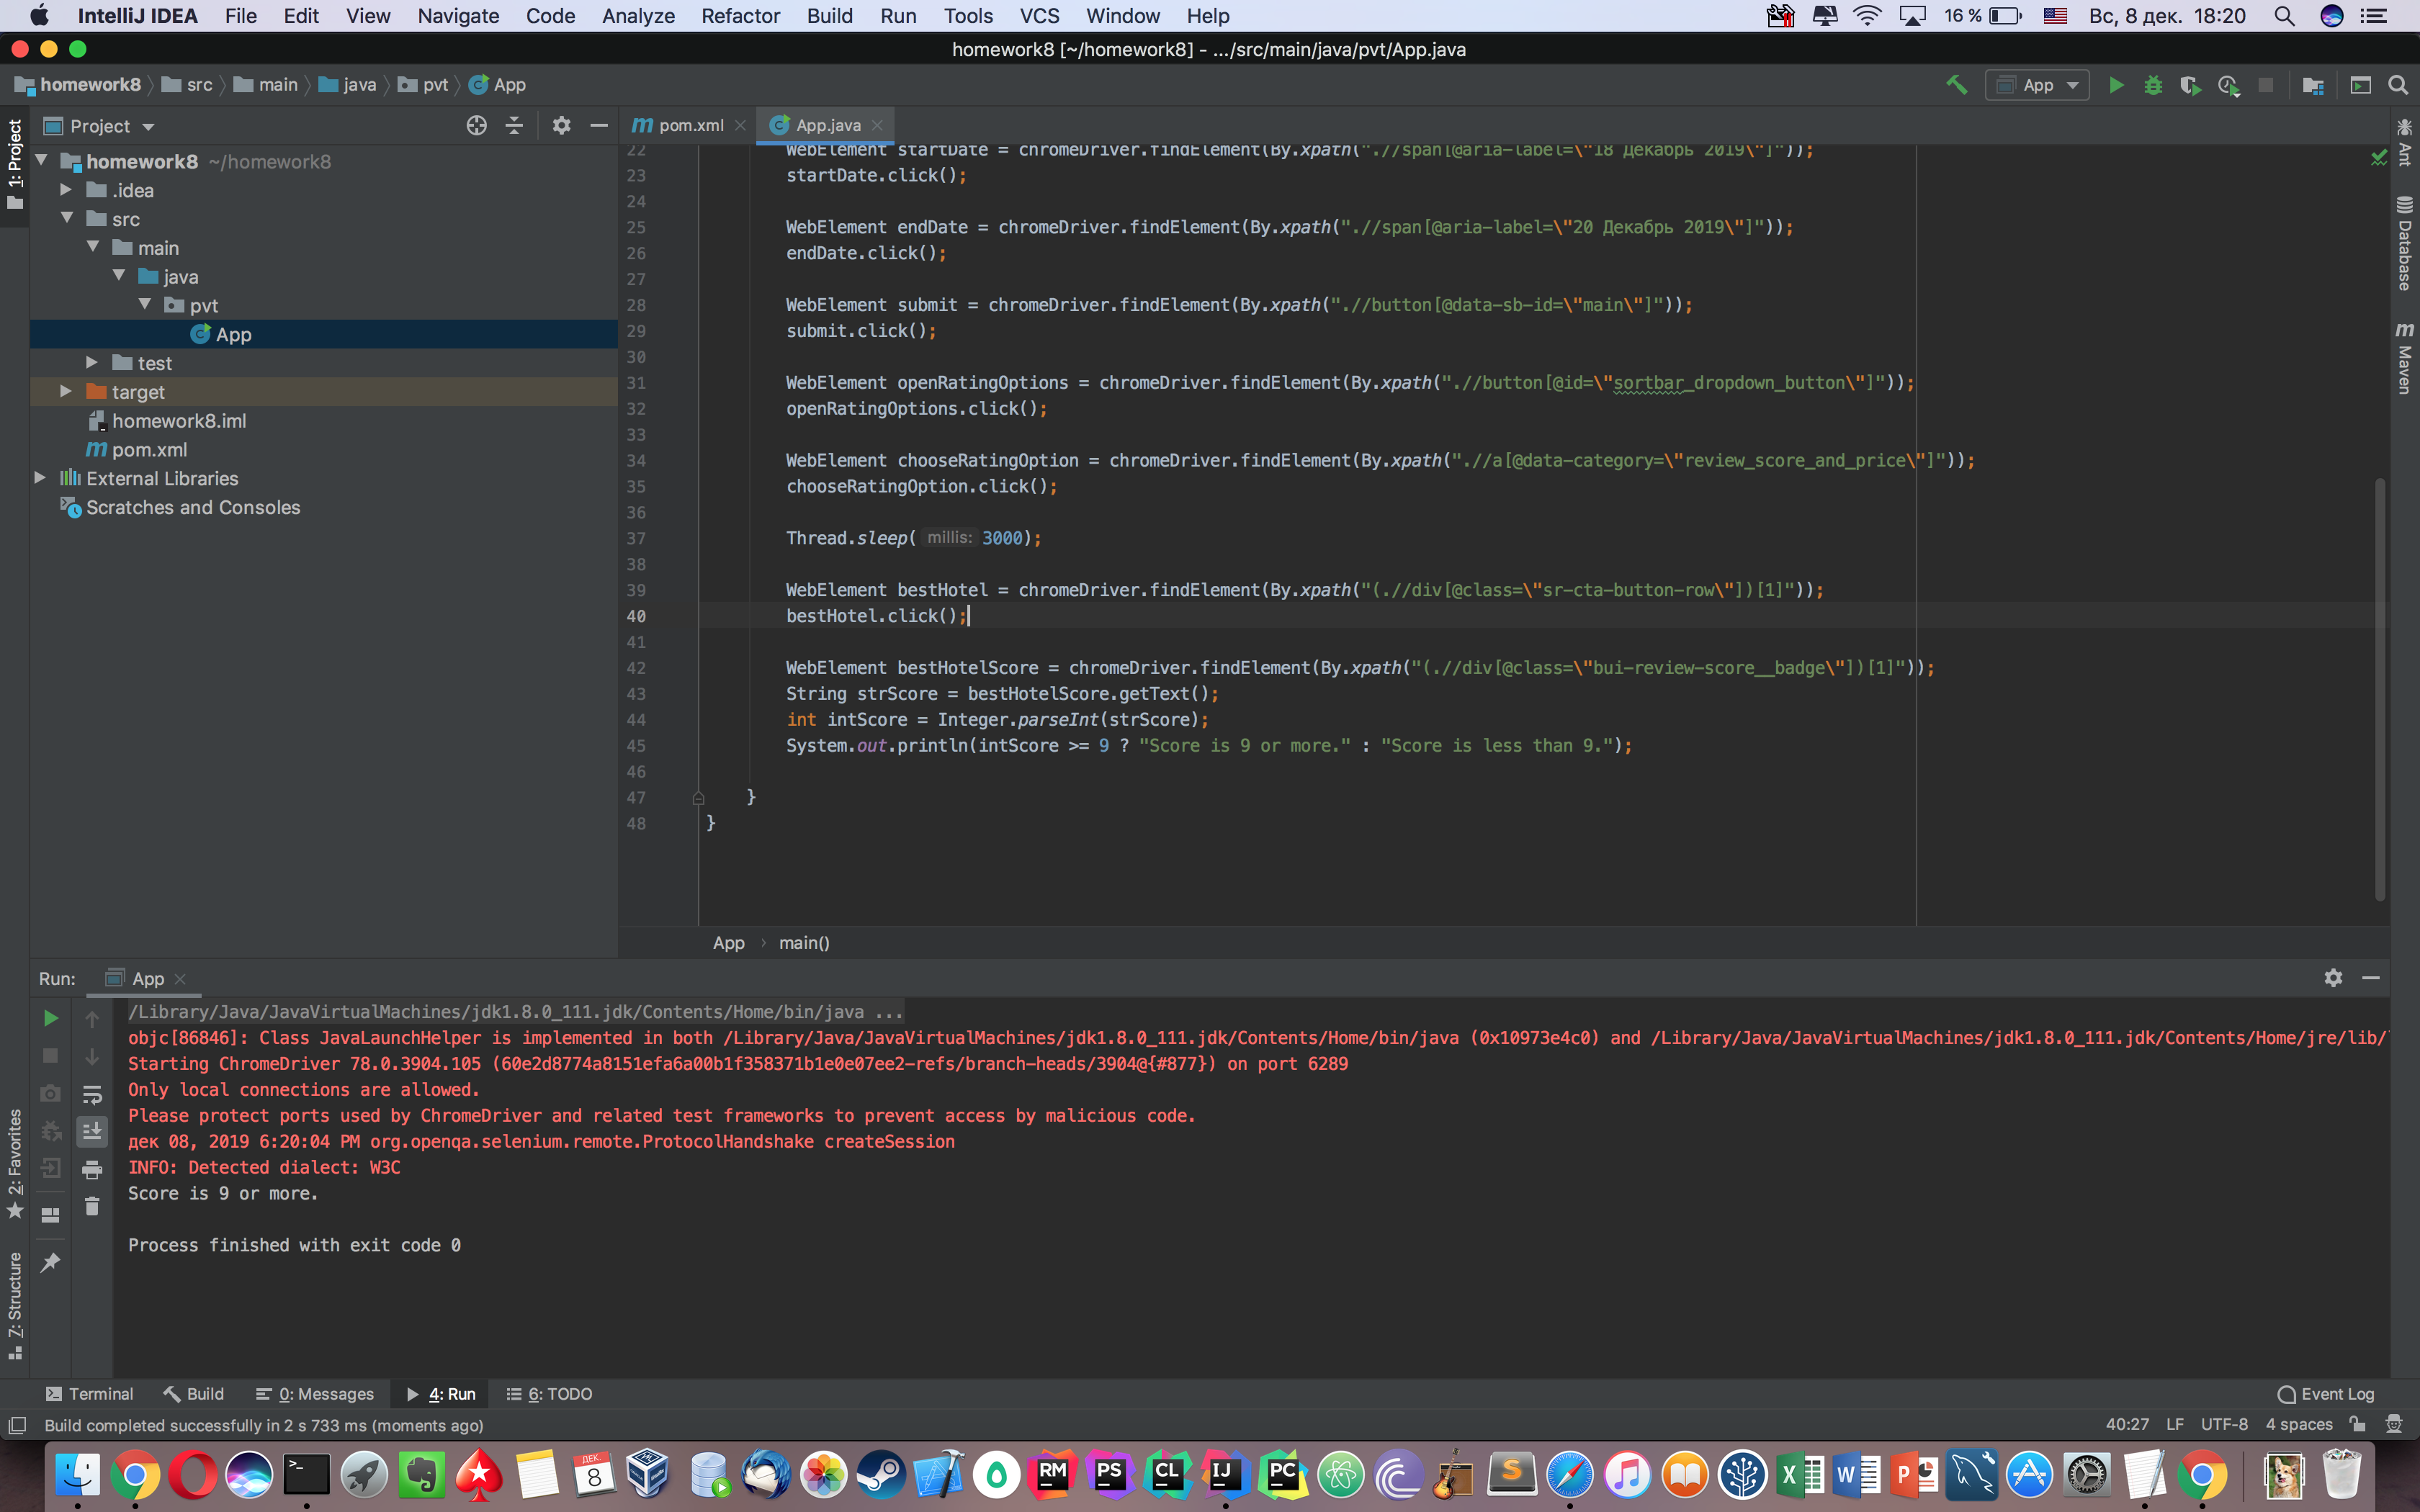 IntelliJ IDEA File Edit View Navigate Code Analyze Refactor Build Run Tools VCS Window Help 16 % Вс, 8 дек. 18:20
homework8 [~/homework8] - .../src/main/java/pvt/App.java
homework8 src main java pvt App App
1: Project
Project
homework8 ~/homework8
.idea
src
main
java
pvt
App
test
target
homework8.iml
pom.xml
External Libraries
Scratches and Consoles
pom.xml App.java
22 WebElement startDate = chromeDriver.findElement(By.xpath(".//span[@aria-label=\"18 Декабрь 2019\"]"));
23 startDate.click();
24
25 WebElement endDate = chromeDriver.findElement(By.xpath(".//span[@aria-label=\"20 Декабрь 2019\"]"));
26 endDate.click();
27
28 WebElement submit = chromeDriver.findElement(By.xpath(".//button[@data-sb-id=\"main\"]"));
29 submit.click();
30
31 WebElement openRatingOptions = chromeDriver.findElement(By.xpath(".//button[@id=\"sortbar_dropdown_button\"]"));
32 openRatingOptions.click();
33
34 WebElement chooseRatingOption = chromeDriver.findElement(By.xpath(".//a[@data-category=\"review_score_and_price\"]"));
35 chooseRatingOption.click();
36
37 Thread.sleep( millis: 3000);
38
39 WebElement bestHotel = chromeDriver.findElement(By.xpath("(.//div[@class=\"sr-cta-button-row\"])[1]"));
40 bestHotel.click();
41
42 WebElement bestHotelScore = chromeDriver.findElement(By.xpath("(.//div[@class=\"bui-review-score__badge\"])[1]"));
43 String strScore = bestHotelScore.getText();
44 int intScore = Integer.parseInt(strScore);
45 System.out.println(intScore >= 9 ? "Score is 9 or more." : "Score is less than 9.");
46
47 }
48 }
App main()
Ant
Database
m Maven
Run: App
/Library/Java/JavaVirtualMachines/jdk1.8.0_111.jdk/Contents/Home/bin/java ...
objc[86846]: Class JavaLaunchHelper is implemented in both /Library/Java/JavaVirtualMachines/jdk1.8.0_111.jdk/Contents/Home/bin/java (0x10973e4c0) and /Library/Java/JavaVirtualMachines/jdk1.8.0_111.jdk/Contents/Home/jre/lib/
Starting ChromeDriver 78.0.3904.105 (60e2d8774a8151efa6a00b1f358371b1e0e07ee2-refs/branch-heads/3904@{#877}) on port 6289
Only local connections are allowed.
Please protect ports used by ChromeDriver and related test frameworks to prevent access by malicious code.
дек 08, 2019 6:20:04 PM org.openqa.selenium.remote.ProtocolHandshake createSession
INFO: Detected dialect: W3C
Score is 9 or more.
Process finished with exit code 0
2: Favorites
7: Structure
Terminal Build 0: Messages 4: Run 6: TODO Event Log
Build completed successfully in 2 s 733 ms (moments ago) 40:27 LF UTF-8 4 spaces
ДЕК. 8 RM PS CL IJ PC S X W P